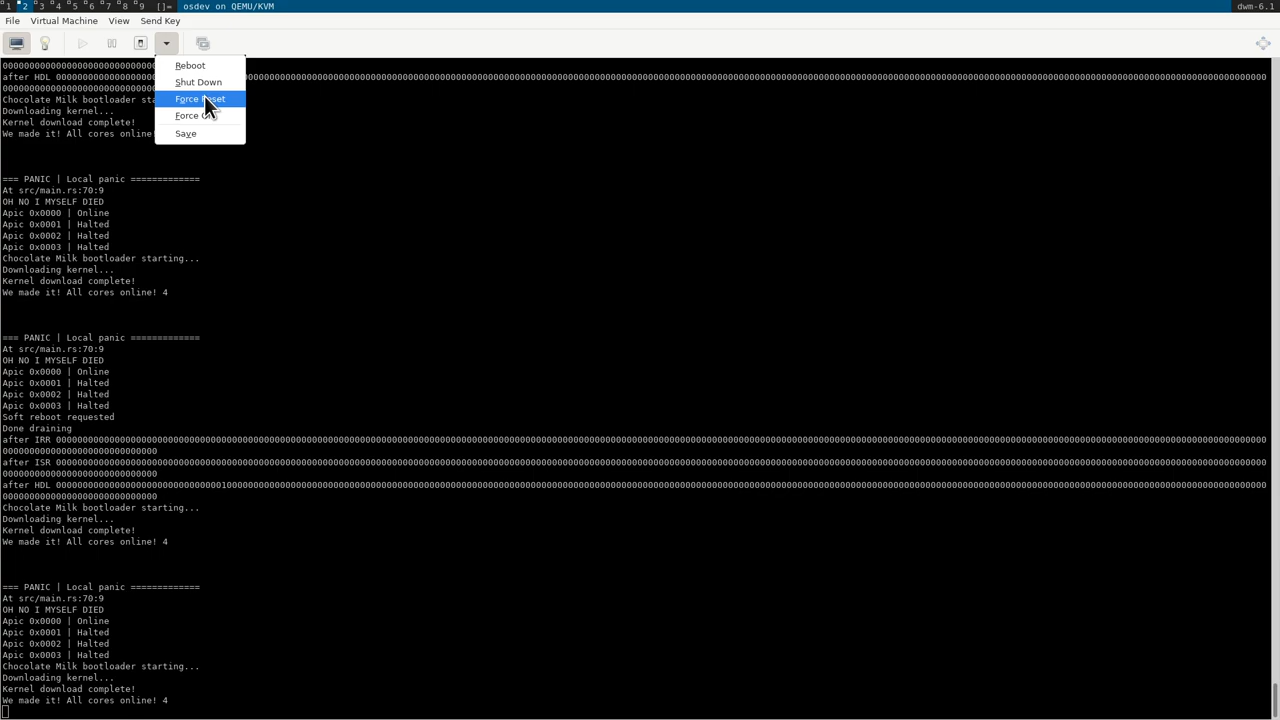 1 2 3 4 5 6 7 8 9 []= osdev on QEMU/KVM dwm-6.1
File Virtual Machine View Send Key
Reboot
Shut Down
Force
Force
Save
after HDL
Chocolate Milk bootloader
Downloading kernel...
Kernel download complete!
We made it! All cores online!
=== PANIC | Local panic =============
At src/main.rs:70:9
OH NO I MYSELF DIED
Apic 0x0000 | Online
Apic 0x0001 | Halted
Apic 0x0002 | Halted
Apic 0x0003 | Halted
Chocolate Milk bootloader starting...
Downloading kernel...
Kernel download complete!
We made it! All cores online! 4
=== PANIC | Local panic =============
At src/main.rs:70:9
OH NO I MYSELF DIED
Apic 0x0000 | Online
Apic 0x0001 | Halted
Apic 0x0002 | Halted
Apic 0x0003 | Halted
Soft reboot requested
Done draining
after IRR
after ISR
after HDL
Chocolate Milk bootloader starting...
Downloading kernel...
Kernel download complete!
We made it! All cores online! 4
=== PANIC | Local panic =============
At src/main.rs:70:9
OH NO I MYSELF DIED
Apic 0x0000 | Online
Apic 0x0001 | Halted
Apic 0x0002 | Halted
Apic 0x0003 | Halted
Chocolate Milk bootloader starting...
Downloading kernel...
Kernel download complete!
We made it! All cores online! 4